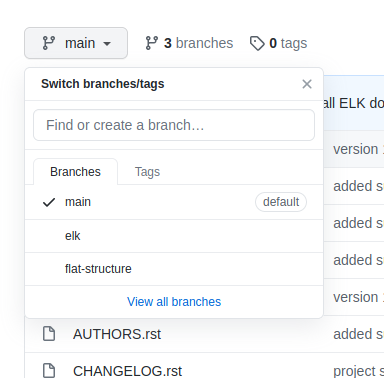 main 3 branches 0 tags
Switch branches/tags
all ELK do
Find or create a branch…
version
Branches Tags
added s
main default
elk
added s
flat-structure
added s
View all branches
version
AUTHORS.rst added s
CHANGELOG.rst project s